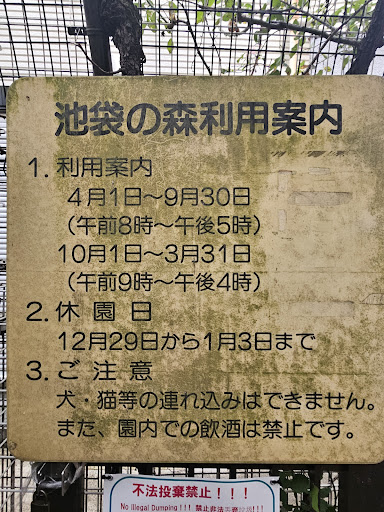 池袋の森利用案内
1. 利用案内
4月1日～9月30日
(午前8時～午後5時)
10月1日～3月31日
(午前9時～午後4時)
2. 休園日
12月29日から1月3日まで
3. ご注意
犬・猫等の連れ込みはできません。
また、園内での飲酒は禁止です。
不法投棄禁止！！！
No Illegal Dumping!!! 禁止非法